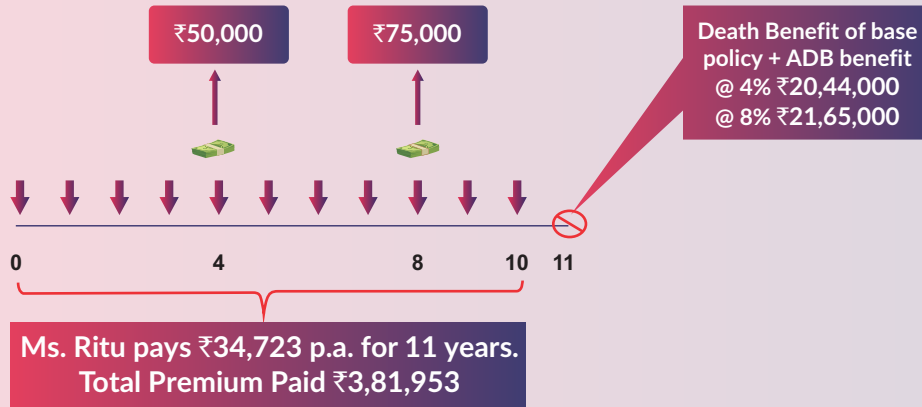 ₹50,000
₹75,000
Death Benefit of base
policy + ADB benefit
@ 4% ₹20,44,000
@ 8% ₹21,65,000
0 4 8 10 11
Ms. Ritu pays ₹34,723 p.a. for 11 years.
Total Premium Paid ₹3,81,953